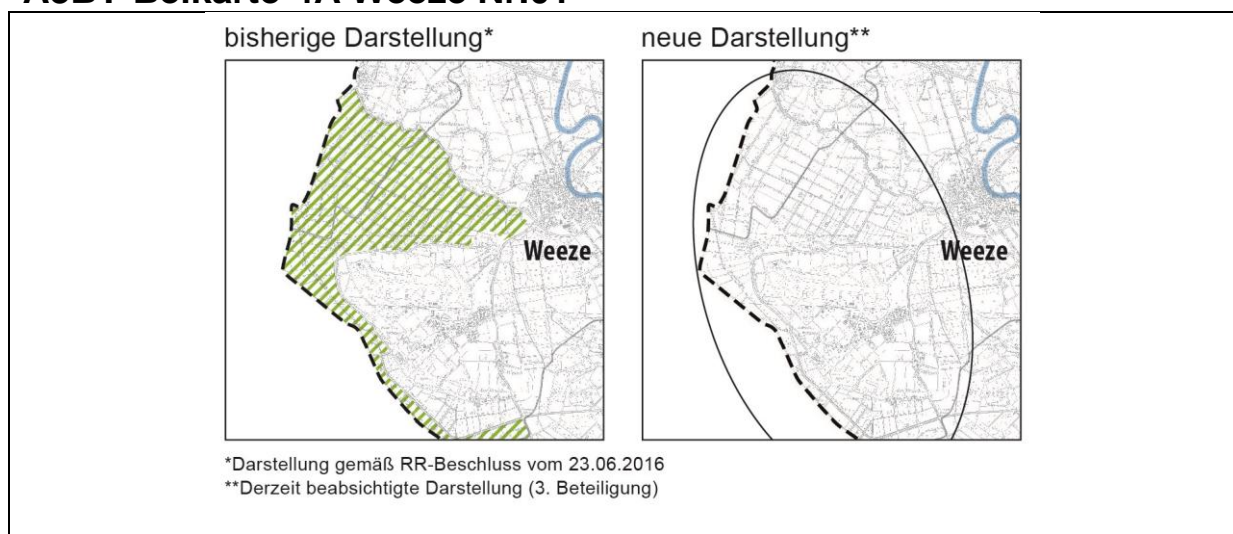 bisherige Darstellung*
neue Darstellung**
Weeze
Weeze
*Darstellung gemäß RR-Beschluss vom 23.06.2016
**Derzeit beabsichtigte Darstellung (3. Beteiligung)